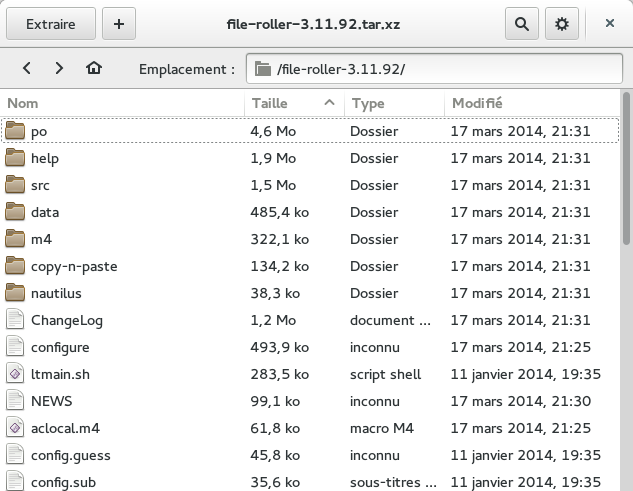 Extraire + file-roller-3.11.92.tar.xz ×
Emplacement : /file-roller-3.11.92/
Nom Taille Type Modifié
po 4,6 Mo Dossier 17 mars 2014, 21:31
help 1,9 Mo Dossier 17 mars 2014, 21:31
src 1,5 Mo Dossier 17 mars 2014, 21:31
data 485,4 ko Dossier 17 mars 2014, 21:31
m4 322,1 ko Dossier 17 mars 2014, 21:31
copy-n-paste 134,2 ko Dossier 17 mars 2014, 21:31
nautilus 38,3 ko Dossier 17 mars 2014, 21:31
ChangeLog 1,2 Mo document ... 17 mars 2014, 21:31
configure 493,9 ko inconnu 17 mars 2014, 21:25
ltmain.sh 283,5 ko script shell 11 janvier 2014, 19:35
NEWS 99,1 ko inconnu 17 mars 2014, 21:30
aclocal.m4 61,8 ko macro M4 17 mars 2014, 21:25
config.guess 45,8 ko inconnu 11 janvier 2014, 19:35
config.sub 35,6 ko sous-titres ... 11 janvier 2014, 19:35